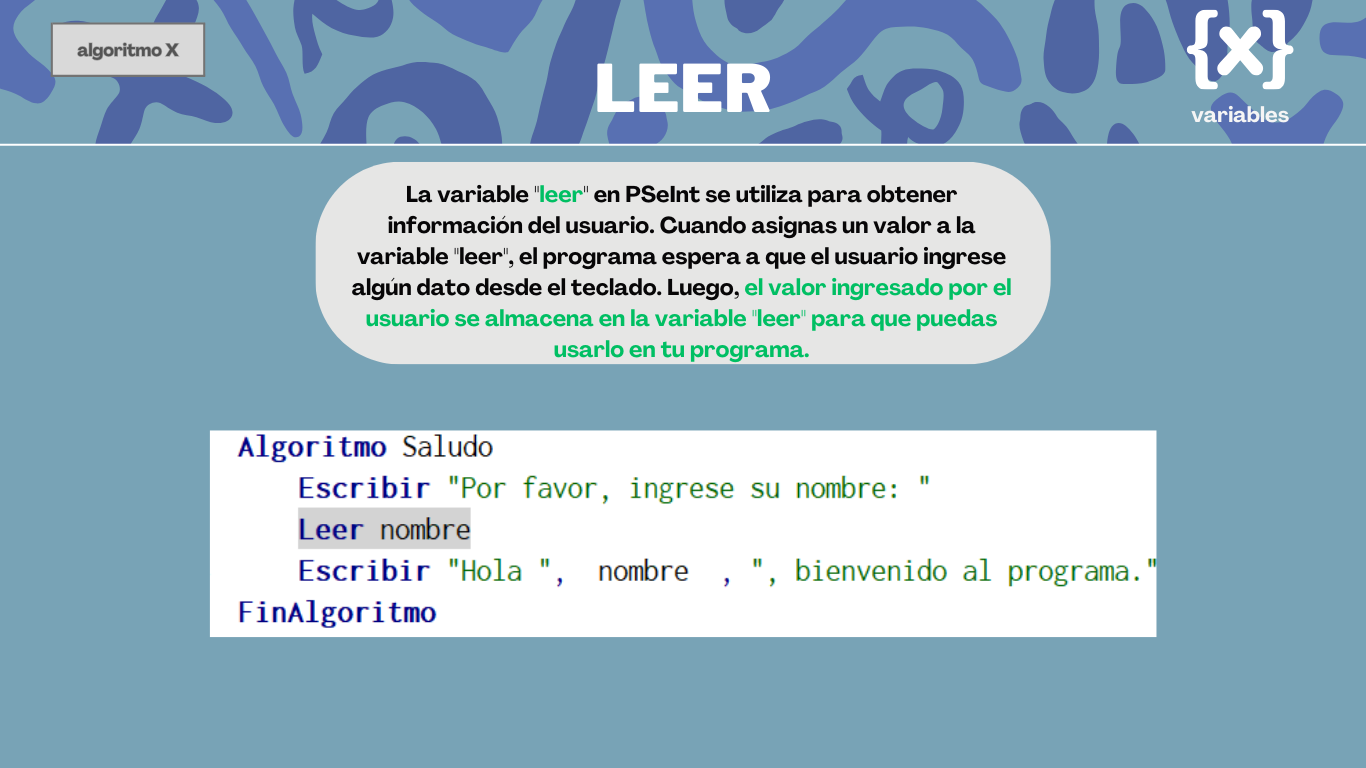 algoritmo X
LEER
{x}
variables
La variable "leer" en PSeInt se utiliza para obtener
información del usuario. Cuando asignas un valor a la
variable "leer", el programa espera a que el usuario ingrese
algún dato desde el teclado. Luego, el valor ingresado por el
usuario se almacena en la variable "leer" para que puedas
usarlo en tu programa.
Algoritmo Saludo
Escribir "Por favor, ingrese su nombre: "
Leer nombre
Escribir "Hola ", nombre , ", bienvenido al programa."
FinAlgoritmo